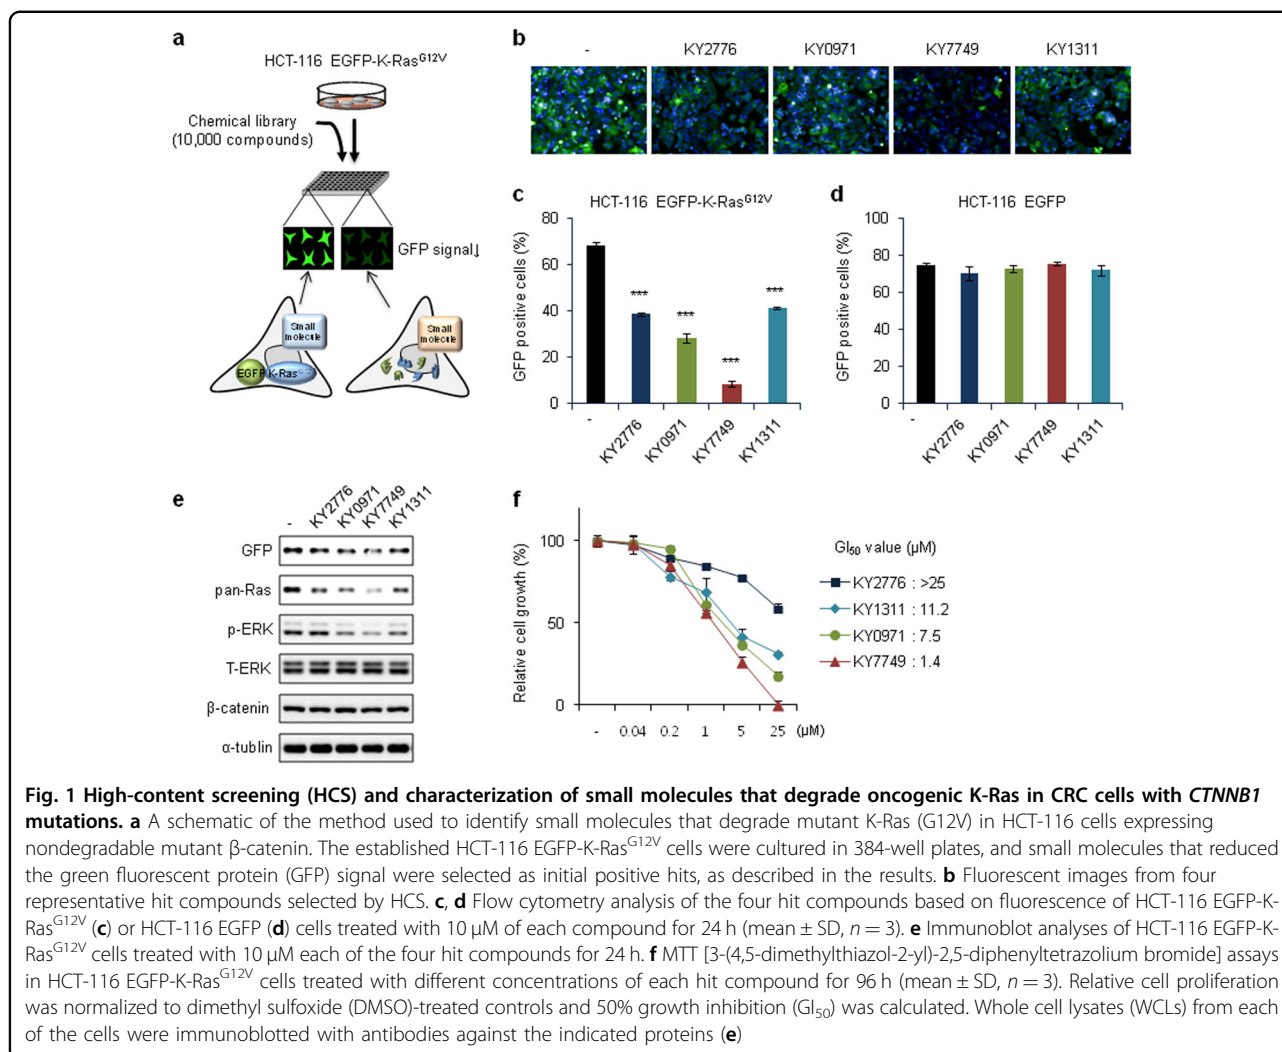 a
HCT-116 EGFP-K-Ras^G12V
Chemical library
(10,000 compounds)
GFP signal↓
Small
molecule
EGFP
K-Ras^G12V
Small
molecule
b
- KY2776 KY0971 KY7749 KY1311
c
HCT-116 EGFP-K-Ras^G12V
GFP positive cells (%)
80
60
40
20
0
***
***
***
***
- KY2776 KY0971 KY7749 KY1311
d
HCT-116 EGFP
GFP positive cells (%)
100
80
60
40
20
0
- KY2776 KY0971 KY7749 KY1311
e
- KY2776 KY0971 KY7749 KY1311
GFP
pan-Ras
p-ERK
T-ERK
β-catenin
α-tublin
f
Relative cell growth (%)
100
50
0
- 0.04 0.2 1 5 25 (μM)
GI50 value (μM)
KY2776 : >25
KY1311 : 11.2
KY0971 : 7.5
KY7749 : 1.4
Fig. 1 High-content screening (HCS) and characterization of small molecules that degrade oncogenic K-Ras in CRC cells with CTNNB1
mutations. a A schematic of the method used to identify small molecules that degrade mutant K-Ras (G12V) in HCT-116 cells expressing
nondegradable mutant β-catenin. The established HCT-116 EGFP-K-Ras^G12V cells were cultured in 384-well plates, and small molecules that reduced
the green fluorescent protein (GFP) signal were selected as initial positive hits, as described in the results. b Fluorescent images from four
representative hit compounds selected by HCS. c, d Flow cytometry analysis of the four hit compounds based on fluorescence of HCT-116 EGFP-K-
Ras^G12V (c) or HCT-116 EGFP (d) cells treated with 10 μM of each compound for 24 h (mean ± SD, n = 3). e Immunoblot analyses of HCT-116 EGFP-K-
Ras^G12V cells treated with 10 μM each of the four hit compounds for 24 h. f MTT [3-(4,5-dimethylthiazol-2-yl)-2,5-diphenyltetrazolium bromide] assays
in HCT-116 EGFP-K-Ras^G12V cells treated with different concentrations of each hit compound for 96 h (mean ± SD, n = 3). Relative cell proliferation
was normalized to dimethyl sulfoxide (DMSO)-treated controls and 50% growth inhibition (GI50) was calculated. Whole cell lysates (WCLs) from each
of the cells were immunoblotted with antibodies against the indicated proteins (e)